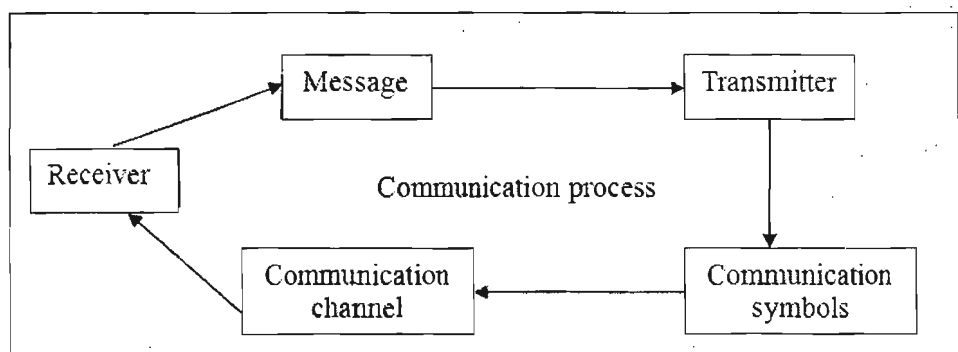 Message
Transmitter
Receiver
Communication process
Communication
channel
Communication
symbols